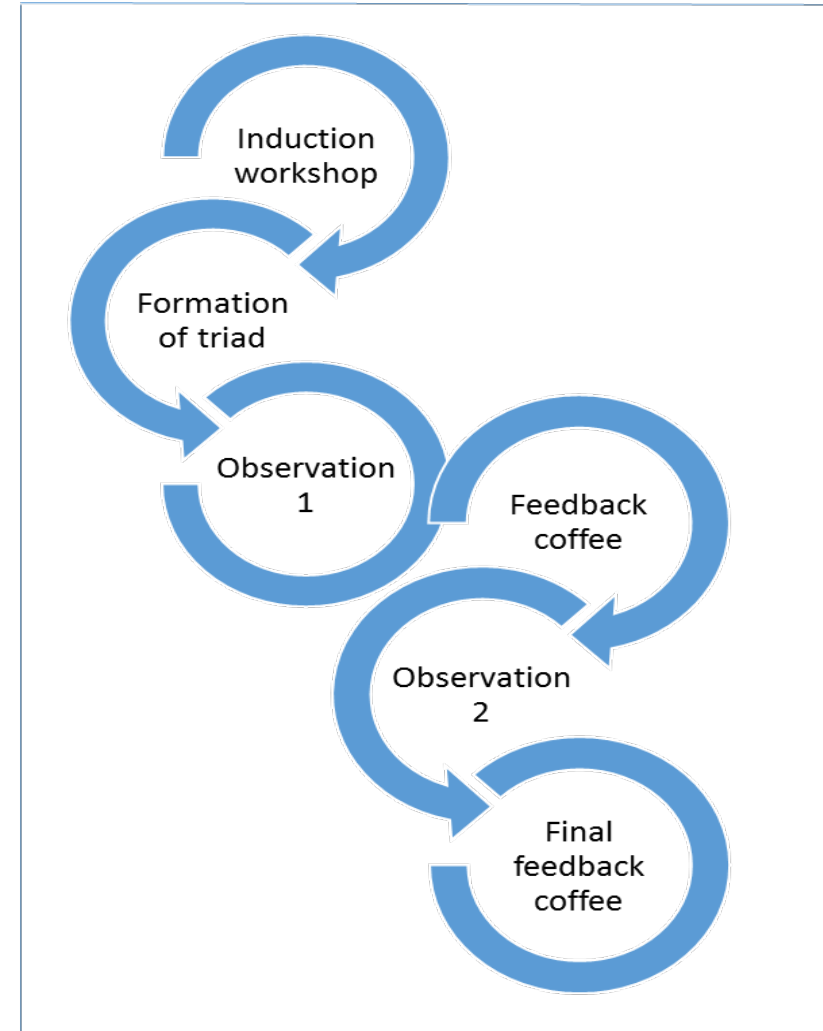 Induction
workshop
Formation
of triad
Observation
1
Feedback
coffee
Observation
2
Final
feedback
coffee